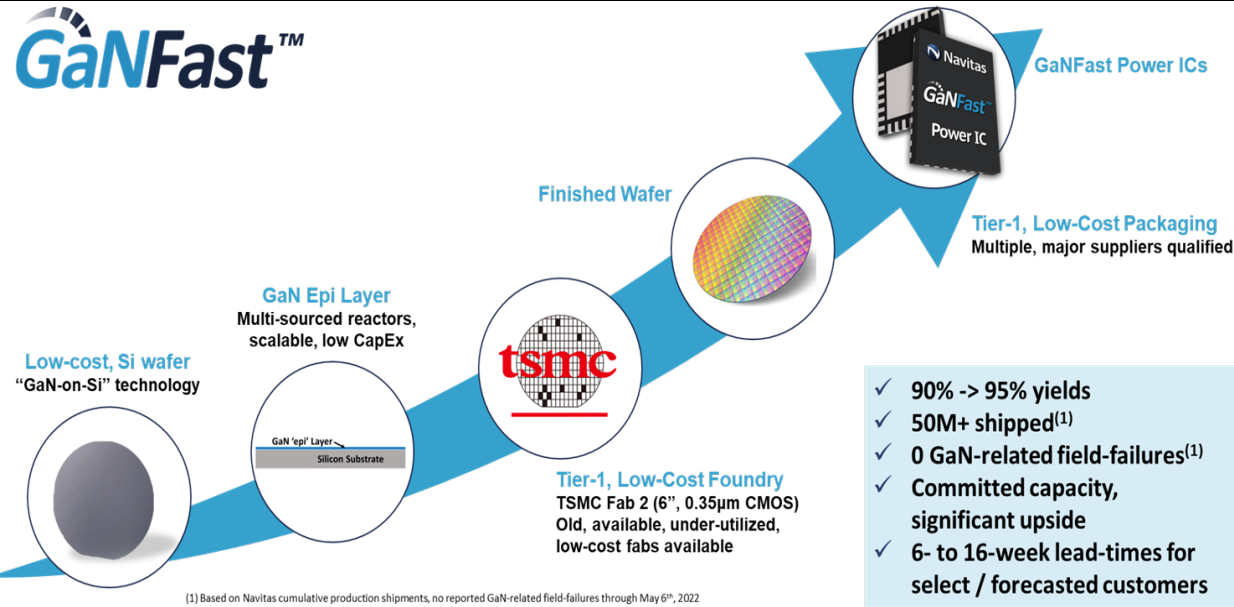 GaNFast™
Navitas
GaNFast™
Power IC
GaNFast Power ICs
Tier-1, Low-Cost Packaging
Multiple, major suppliers qualified
Finished Wafer
GaN Epi Layer
Multi-sourced reactors,
scalable, low CapEx
Low-cost, Si wafer
“GaN-on-Si” technology
GaN ‘epi’ Layer
Silicon Substrate
tsmc
Tier-1, Low-Cost Foundry
TSMC Fab 2 (6”, 0.35µm CMOS)
Old, available, under-utilized,
low-cost fabs available
✓ 90% -> 95% yields
✓ 50M+ shipped(1)
✓ 0 GaN-related field-failures(1)
✓ Committed capacity,
significant upside
✓ 6- to 16-week lead-times for
select / forecasted customers
(1) Based on Navitas cumulative production shipments, no reported GaN-related field-failures through May 6th, 2022